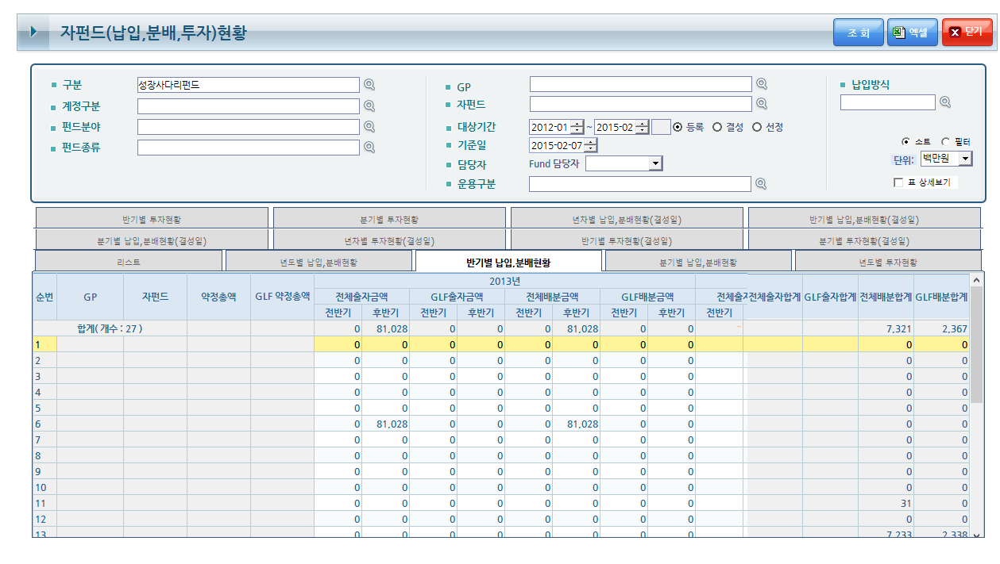 자펀드(납입,분배,투자)현황 조 회 엑셀 닫기
구분 성장사다리펀드 GP 납입방식
계정구분 자펀드
펀드분야 대상기간 2012-01 ~ 2015-02 등록 결성 선정
펀드종류 기준일 2015-02-07 소트 필터
담당자 Fund 담당자 단위: 백만원
운용구분 표 상세보기
반기별 투자현황 분기별 투자현황 년차별 납입,분배현황(결성일) 반기별 납입,분배현황(결성일)
분기별 납입,분배현황(결성일) 년차별 투자현황(결성일) 반기별 투자현황(결성일) 분기별 투자현황(결성일)
리스트 년도별 납입,분배현황 반기별 납입,분배현황 분기별 납입,분배현황 년도별 투자현황
2013년
순번 GP 자펀드 약정총액 GLF 약정총액 전체출자금액 GLF출자금액 전체배분금액 GLF배분금액 전체출자 전체출자합계 GLF출자합계 전체배분합계 GLF배분합계
전반기 후반기 전반기 후반기 전반기 후반기 전반기 후반기 전반기
합계( 개수 : 27 ) 0 81,028 0 0 0 81,028 0 0 7,321 2,367
1 0 0 0 0 0 0 0 0 0 0
2 0 0 0 0 0 0 0 0 0 0
3 0 0 0 0 0 0 0 0 0 0
4 0 0 0 0 0 0 0 0 0 0
5 0 0 0 0 0 0 0 0 0 0
6 0 81,028 0 0 0 81,028 0 0 0 0
7 0 0 0 0 0 0 0 0 0 0
8 0 0 0 0 0 0 0 0 0 0
9 0 0 0 0 0 0 0 0 0 0
10 0 0 0 0 0 0 0 0 0 0
11 0 0 0 0 0 0 0 0 31 0
12 0 0 0 0 0 0 0 0 0 0
13 0 0 0 0 0 0 0 0 7,233 2,338